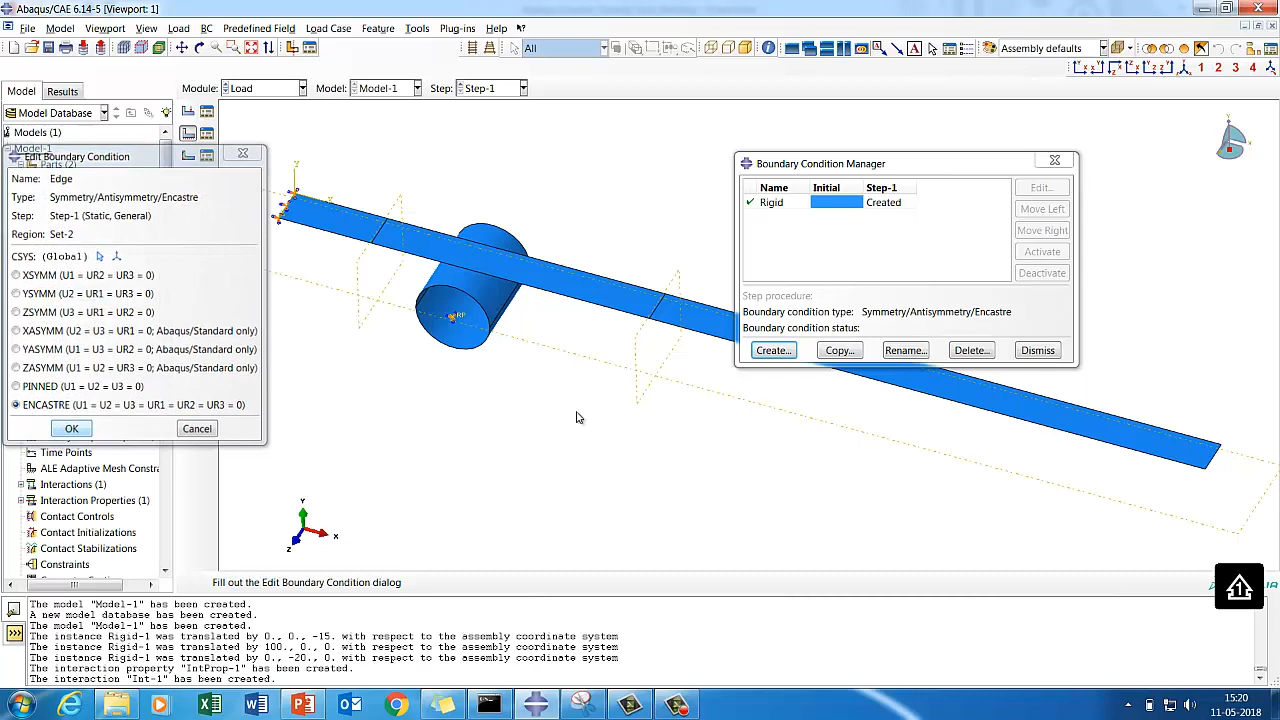 Abaqus/CAE 6.14-5 [Viewport: 1]
File Model Viewport View Load BC Predefined Field Load Case Feature Tools Plug-ins Help
All
Assembly defaults
1 2 3 4
Model Results
Module: Load Model: Model-1 Step: Step-1
Model Database
Models (1)
Model-1
Parts (2)
Edit Boundary Condition
Name: Edge
Type: Symmetry/Antisymmetry/Encastre
Step: Step-1 (Static, General)
Region: Set-2
CSYS: (Global)
XSYMM (U1 = UR2 = UR3 = 0)
YSYMM (U2 = UR1 = UR3 = 0)
ZSYMM (U3 = UR1 = UR2 = 0)
XASYMM (U2 = U3 = UR1 = 0; Abaqus/Standard only)
YASYMM (U1 = U3 = UR2 = 0; Abaqus/Standard only)
ZASYMM (U1 = U2 = UR3 = 0; Abaqus/Standard only)
PINNED (U1 = U2 = U3 = 0)
ENCASTRE (U1 = U2 = U3 = UR1 = UR2 = UR3 = 0)
OK Cancel
Time Points
ALE Adaptive Mesh Constra
Interactions (1)
Interaction Properties (1)
Contact Controls
Contact Initializations
Contact Stabilizations
Constraints
Boundary Condition Manager
Name Initial Step-1
Rigid Created
Edit...
Move Left
Move Right
Activate
Deactivate
Step procedure:
Boundary condition type: Symmetry/Antisymmetry/Encastre
Boundary condition status:
Create... Copy... Rename... Delete... Dismiss
Y
X
RP
Y
X
Z
Fill out the Edit Boundary Condition dialog
The model "Model-1" has been created.
A new model database has been created.
The model "Model-1" has been created.
The instance Rigid-1 was translated by 0., 0., -15. with respect to the assembly coordinate system
The instance Rigid-1 was translated by 100., 0., 0. with respect to the assembly coordinate system
The instance Rigid-1 was translated by 0., -20., 0. with respect to the assembly coordinate system
The interaction property "IntProp-1" has been created.
The interaction "Int-1" has been created.
15:20
11-05-2018